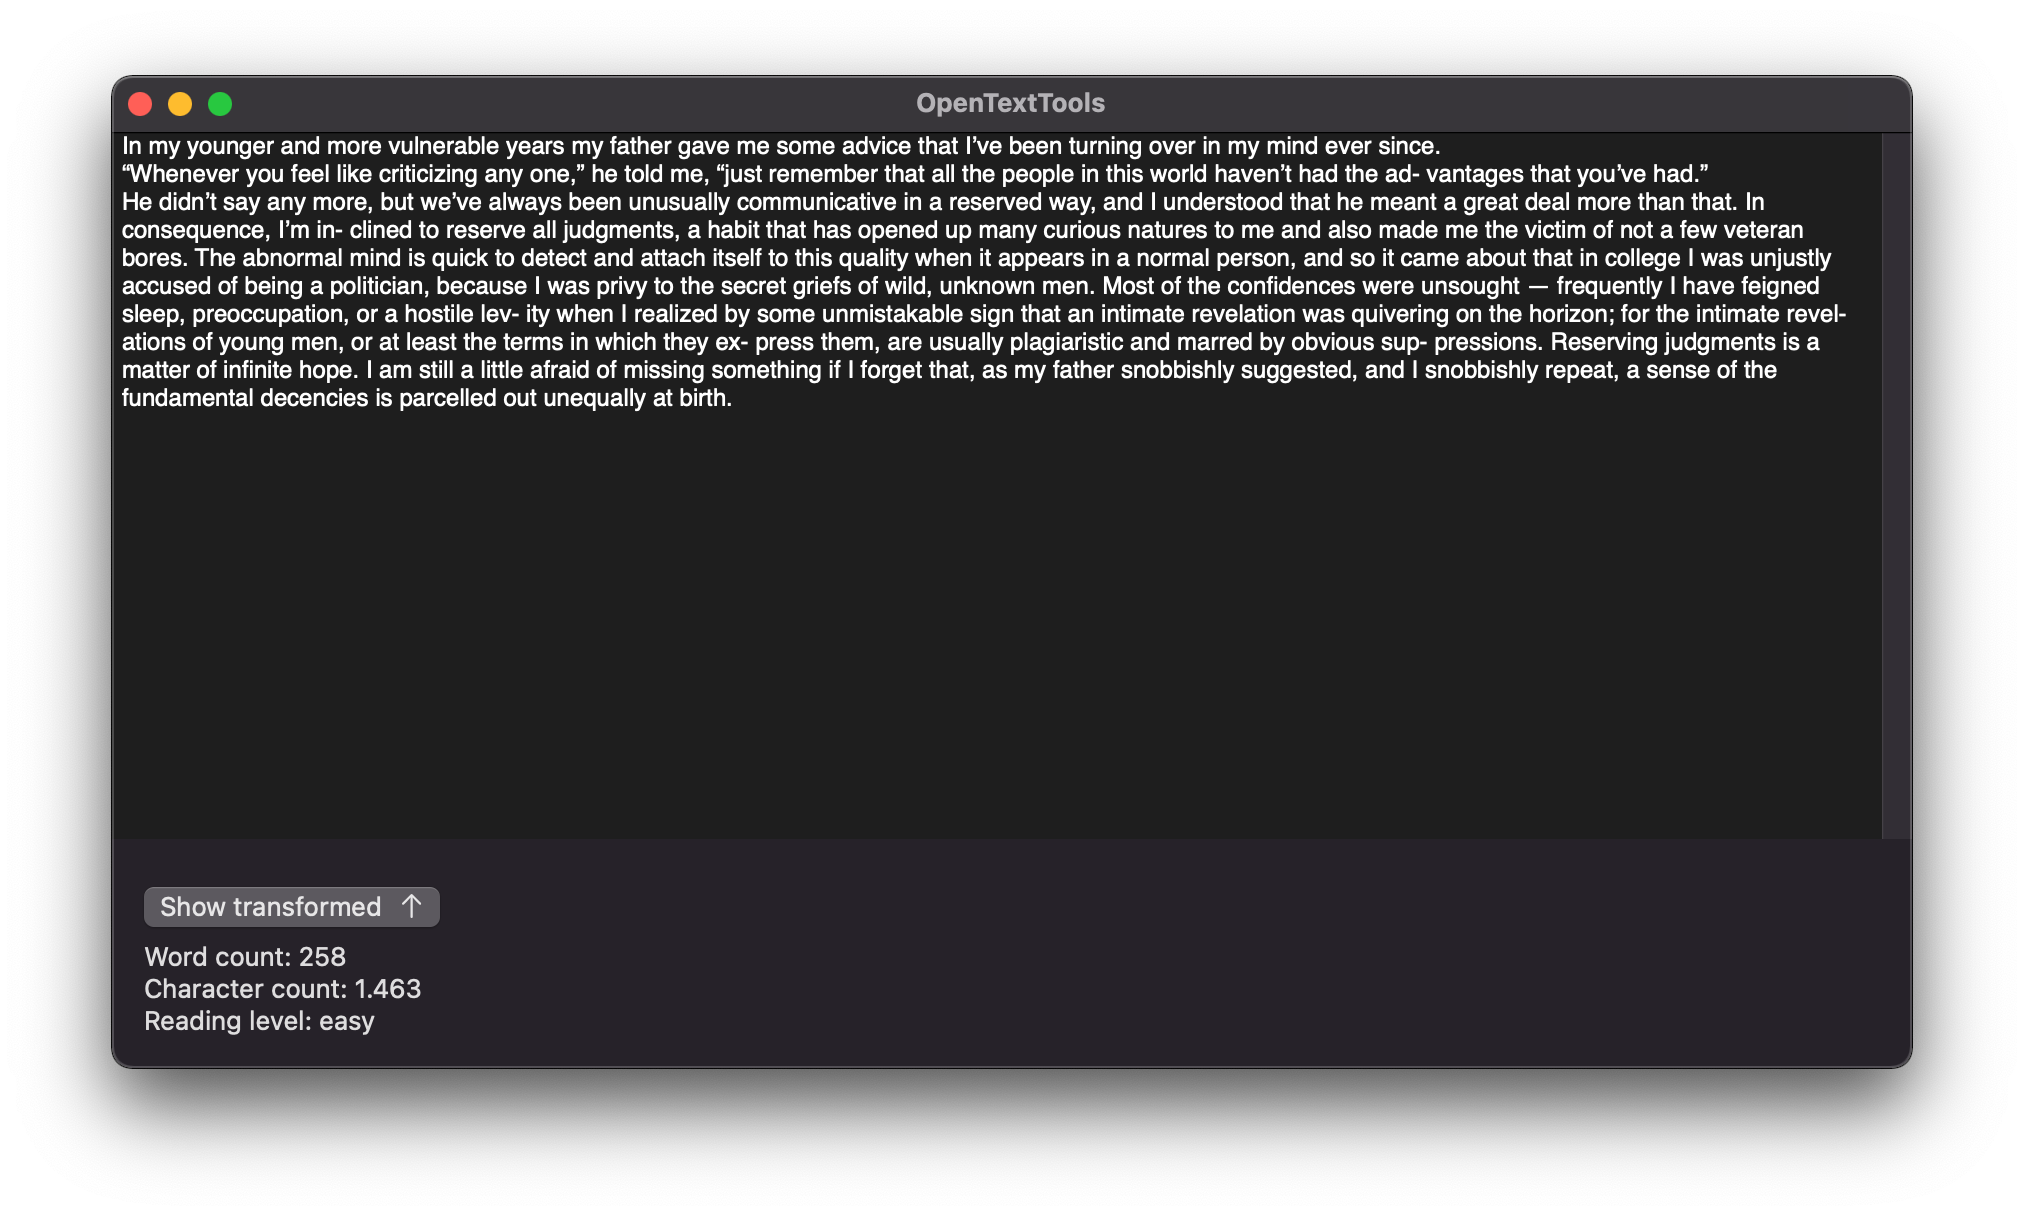 OpenTextTools
In my younger and more vulnerable years my father gave me some advice that I’ve been turning over in my mind ever since.
“Whenever you feel like criticizing any one,” he told me, “just remember that all the people in this world haven’t had the ad- vantages that you’ve had.”
He didn’t say any more, but we’ve always been unusually communicative in a reserved way, and I understood that he meant a great deal more than that. In
consequence, I’m in- clined to reserve all judgments, a habit that has opened up many curious natures to me and also made me the victim of not a few veteran
bores. The abnormal mind is quick to detect and attach itself to this quality when it appears in a normal person, and so it came about that in college I was unjustly
accused of being a politician, because I was privy to the secret griefs of wild, unknown men. Most of the confidences were unsought — frequently I have feigned
sleep, preoccupation, or a hostile lev- ity when I realized by some unmistakable sign that an intimate revelation was quivering on the horizon; for the intimate revel-
ations of young men, or at least the terms in which they ex- press them, are usually plagiaristic and marred by obvious sup- pressions. Reserving judgments is a
matter of infinite hope. I am still a little afraid of missing something if I forget that, as my father snobbishly suggested, and I snobbishly repeat, a sense of the
fundamental decencies is parcelled out unequally at birth.
Show transformed ↑
Word count: 258
Character count: 1.463
Reading level: easy